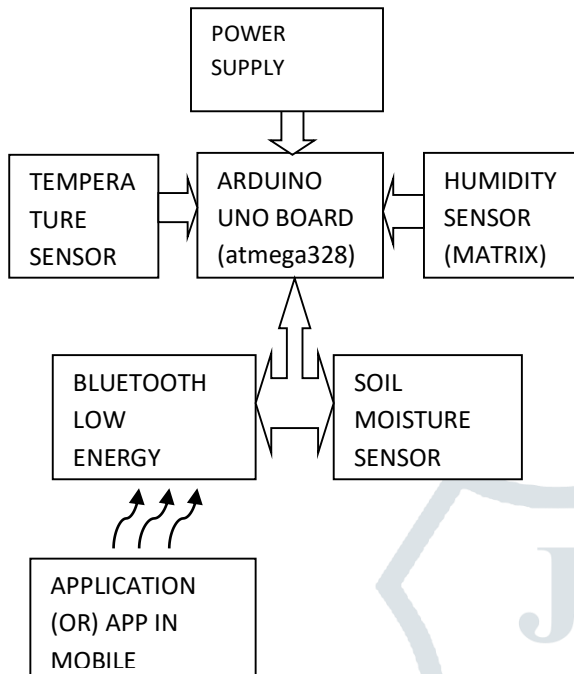 POWER
SUPPLY
TEMPERA
TURE
SENSOR
ARDUINO
UNO BOARD
(atmega328)
HUMIDITY
SENSOR
(MATRIX)
BLUETOOTH
LOW
ENERGY
SOIL
MOISTURE
SENSOR
APPLICATION
(OR) APP IN
MOBILE
J